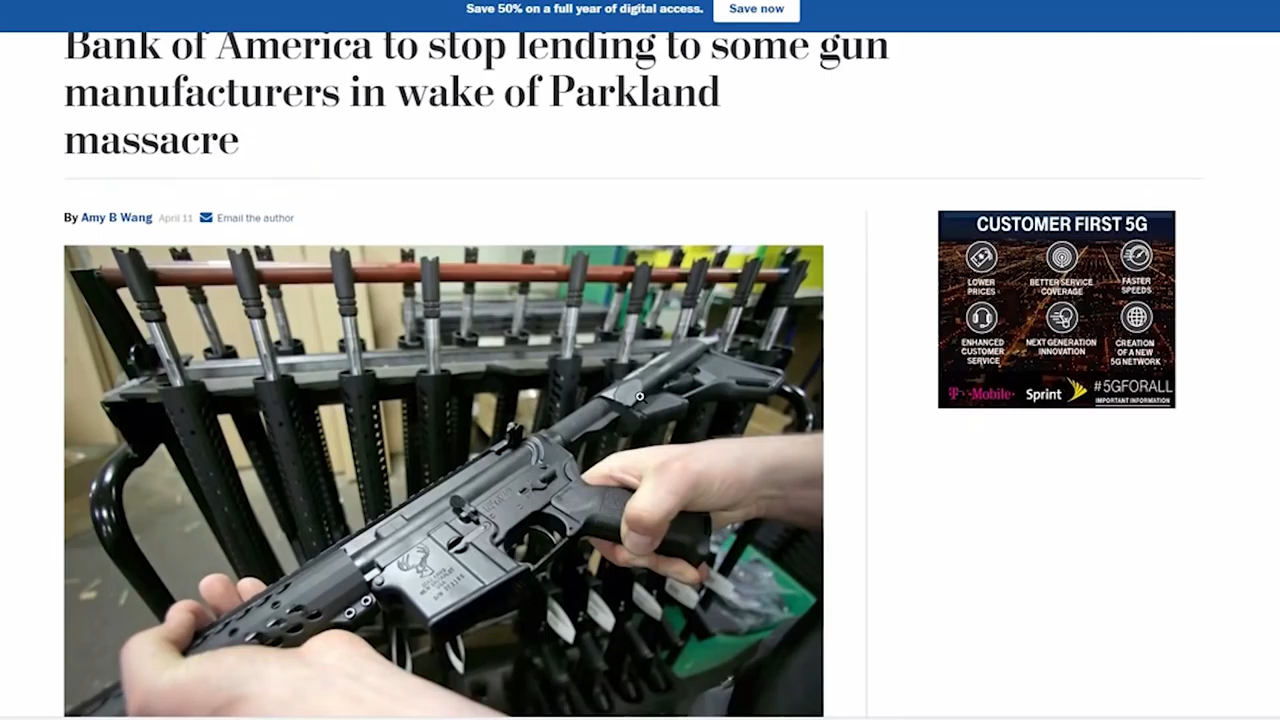 Save 50% on a full year of digital access.
Save now
Bank of America to stop lending to some gun
manufacturers in wake of Parkland
massacre
By Amy B Wang April 11 Email the author
CUSTOMER FIRST 5G
LOWER
PRICES
BETTER SERVICE
COVERAGE
FASTER
SPEEDS
ENHANCED
CUSTOMER
SERVICE
NEXT GENERATION
INNOVATION
CREATION
OF A NEW
5G NETWORK
T-Mobile
Sprint
#5GFORALL
IMPORTANT INFORMATION